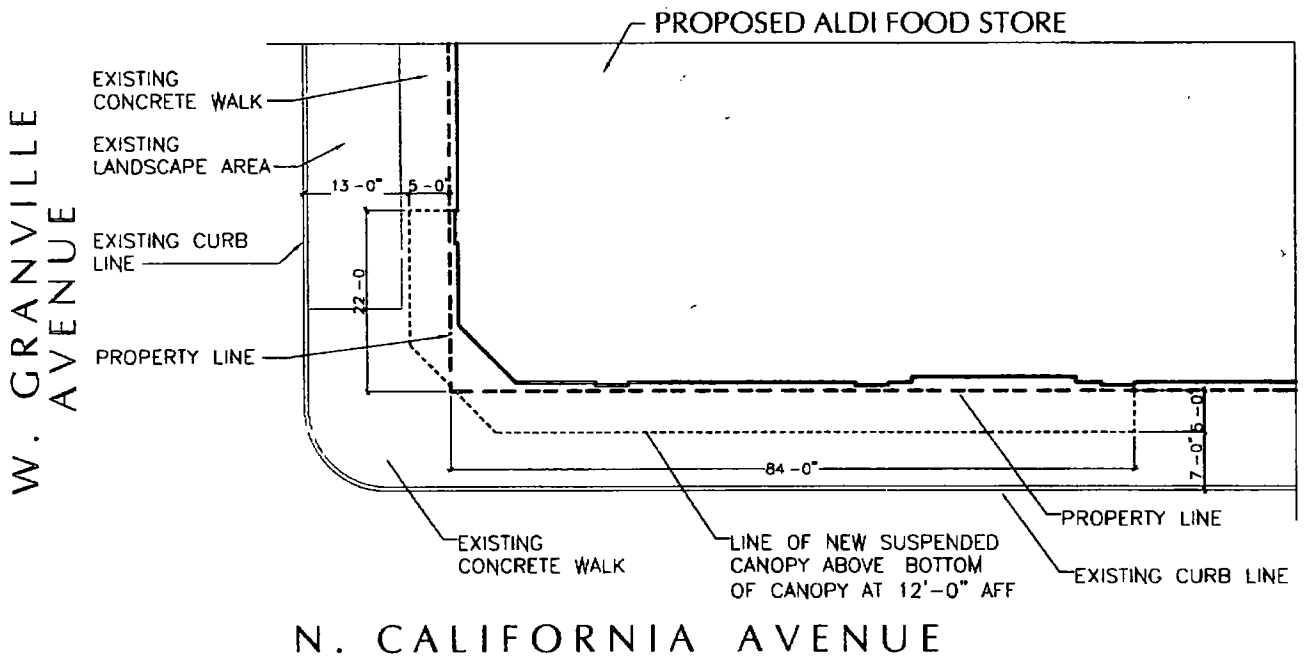 PROPOSED ALDI FOOD STORE
EXISTING
CONCRETE WALK
EXISTING
LANDSCAPE AREA
13-0"
5-0"
W. GRANVILLE
AVENUE
EXISTING CURB
LINE
22-0
PROPERTY LINE
5-0
7-0"
84-0"
PROPERTY LINE
EXISTING
CONCRETE WALK
LINE OF NEW SUSPENDED
CANOPY ABOVE BOTTOM
OF CANOPY AT 12'-0" AFF
EXISTING CURB LINE
N. CALIFORNIA AVENUE